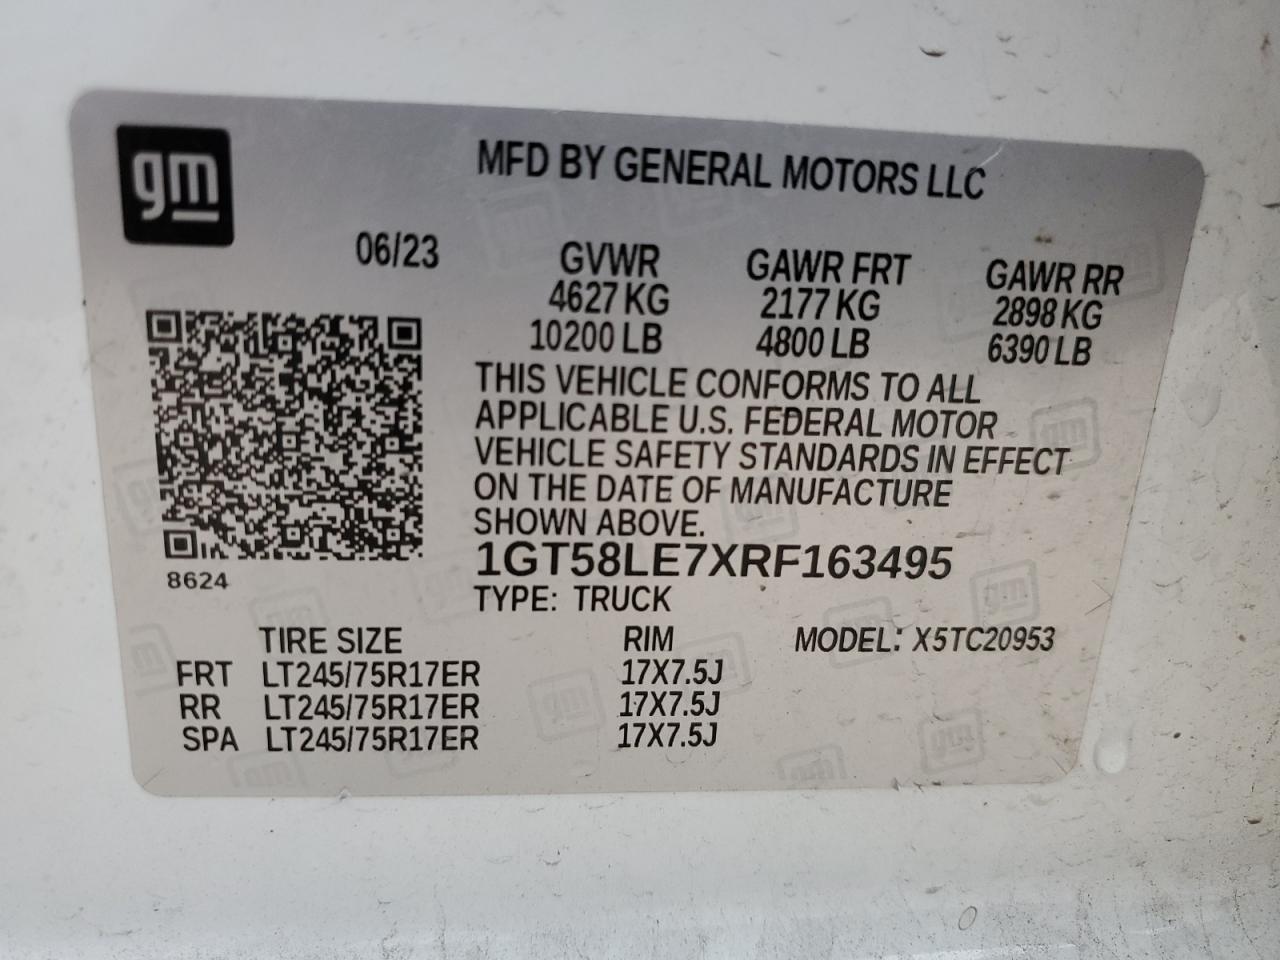 gm
MFD BY GENERAL MOTORS LLC
06/23
GVWR GAWR FRT GAWR RR
4627 KG 2177 KG 2898 KG
10200 LB 4800 LB 6390 LB
THIS VEHICLE CONFORMS TO ALL
APPLICABLE U.S. FEDERAL MOTOR
VEHICLE SAFETY STANDARDS IN EFFECT
ON THE DATE OF MANUFACTURE
SHOWN ABOVE.
8624
1GT58LE7XRF163495
TYPE: TRUCK
TIRE SIZE RIM MODEL: X5TC20953
FRT LT245/75R17ER 17X7.5J
RR LT245/75R17ER 17X7.5J
SPA LT245/75R17ER 17X7.5J